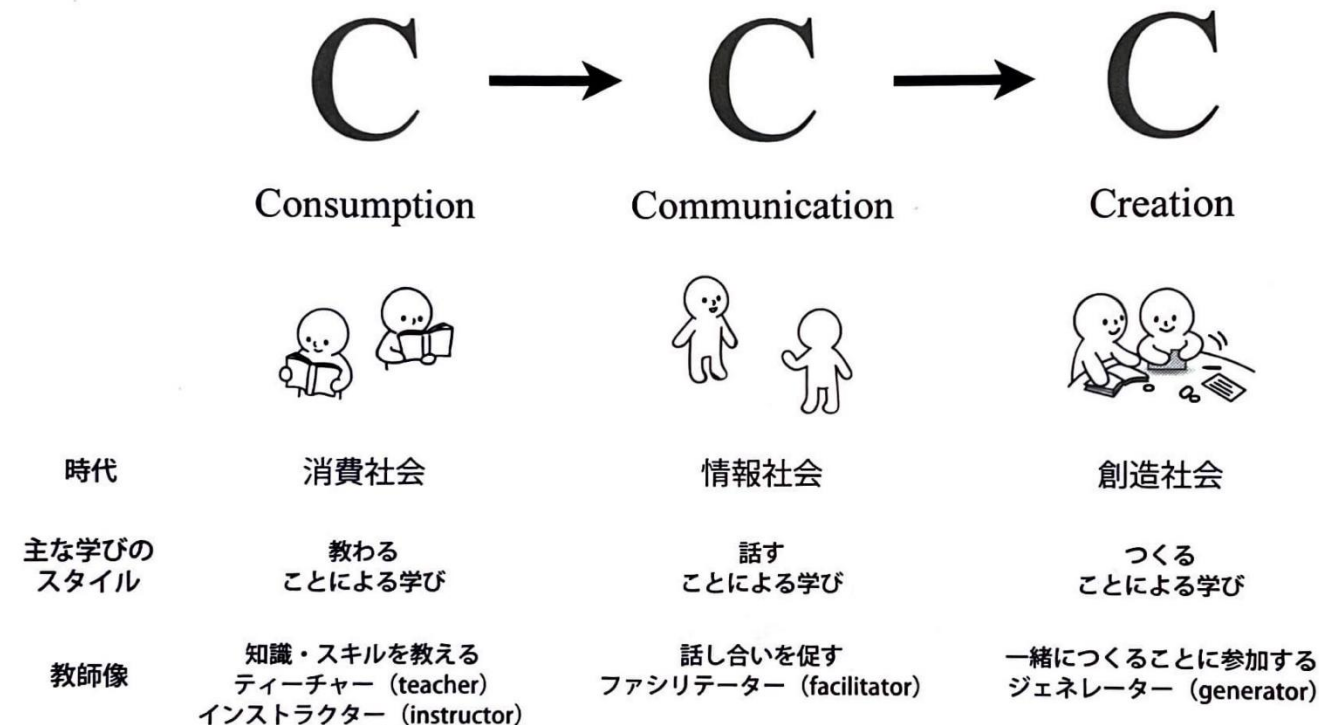 C → C → C
Consumption
Communication
Creation
時代
消費社会
情報社会
創造社会
主な学びの
スタイル
教わる
ことによる学び
話す
ことによる学び
つくる
ことによる学び
教師像
知識・スキルを教える
ティーチャー（teacher）
インストラクター（instructor）
話し合いを促す
ファシリテーター（facilitator）
一緒につくることに参加する
ジェネレーター（generator）